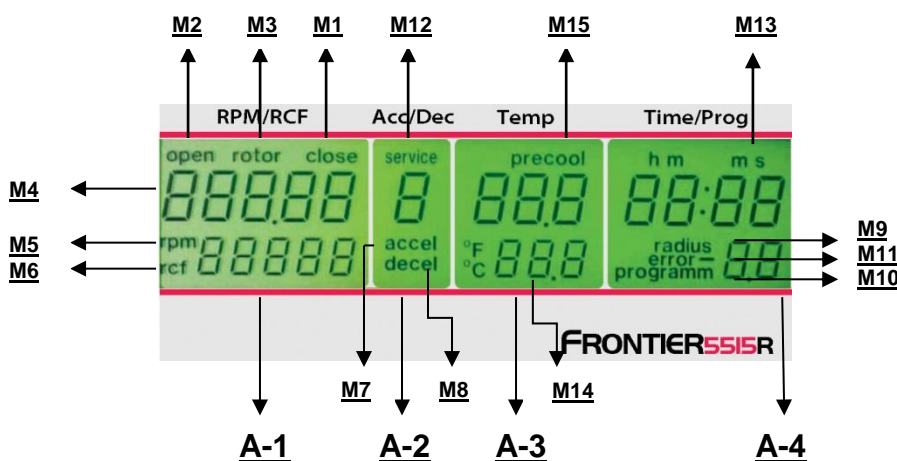 M2 M3 M1 M12 M15 M13
RPM/RCF Acc/Dec Temp Time/Prog
open rotor close service precool h m m s
M4 888.88 8 88.8 88:88
M5 rpm 88888 accel °F 88.8 radius 8.8 M9
M6 rcf decel °C error M11
programm M10
FRONTIER5515R
M7 M8 M14
A-1 A-2 A-3 A-4